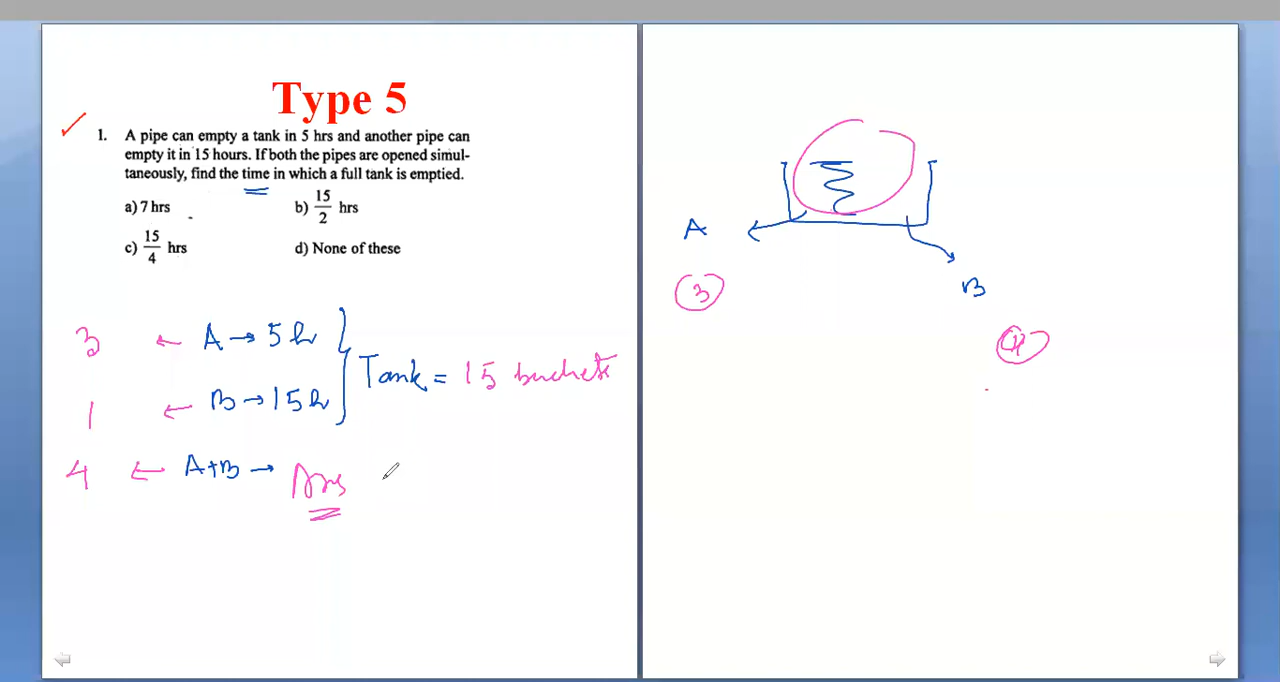 Type 5
1. A pipe can empty a tank in 5 hrs and another pipe can
empty it in 15 hours. If both the pipes are opened simul-
taneously, find the time in which a full tank is emptied.
a) 7 hrs b) 15/2 hrs
c) 15/4 hrs d) None of these
3 ← A → 5 hr
1 ← B → 15 hr
Tank = 15 buckets
4 ← A+B → Ans
A
3
B